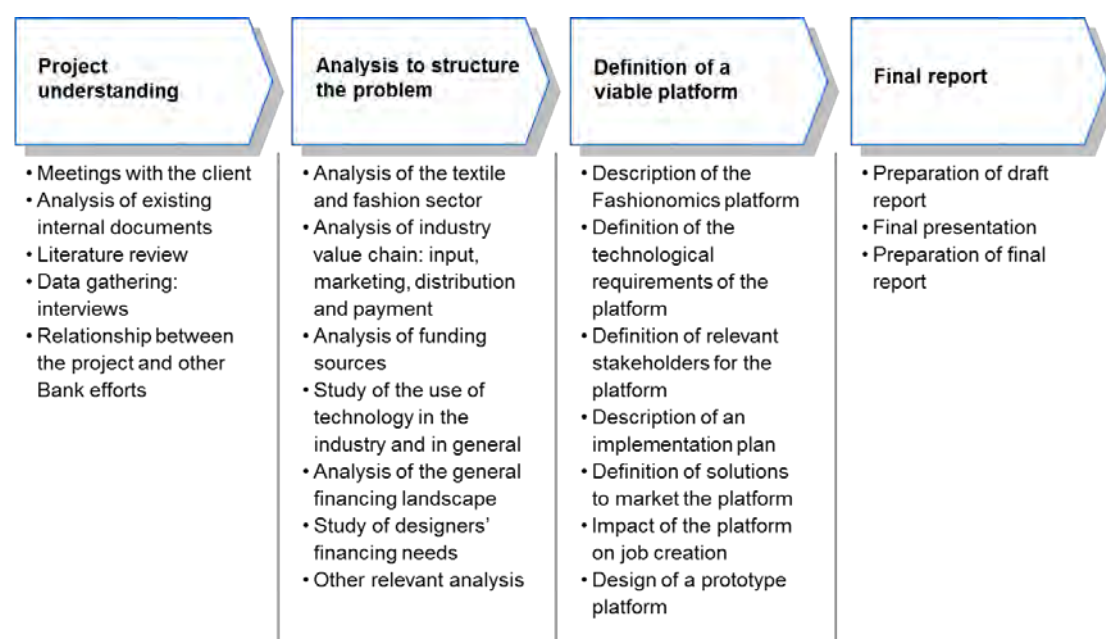 Project
understanding
• Meetings with the client
• Analysis of existing
internal documents
• Literature review
• Data gathering:
interviews
• Relationship between
the project and other
Bank efforts
Analysis to structure
the problem
• Analysis of the textile
and fashion sector
• Analysis of industry
value chain: input,
marketing, distribution
and payment
• Analysis of funding
sources
• Study of the use of
technology in the
industry and in general
• Analysis of the general
financing landscape
• Study of designers’
financing needs
• Other relevant analysis
Definition of a
viable platform
• Description of the
Fashionomics platform
• Definition of the
technological
requirements of the
platform
• Definition of relevant
stakeholders for the
platform
• Description of an
implementation plan
• Definition of solutions
to market the platform
• Impact of the platform
on job creation
• Design of a prototype
platform
Final report
• Preparation of draft
report
• Final presentation
• Preparation of final
report